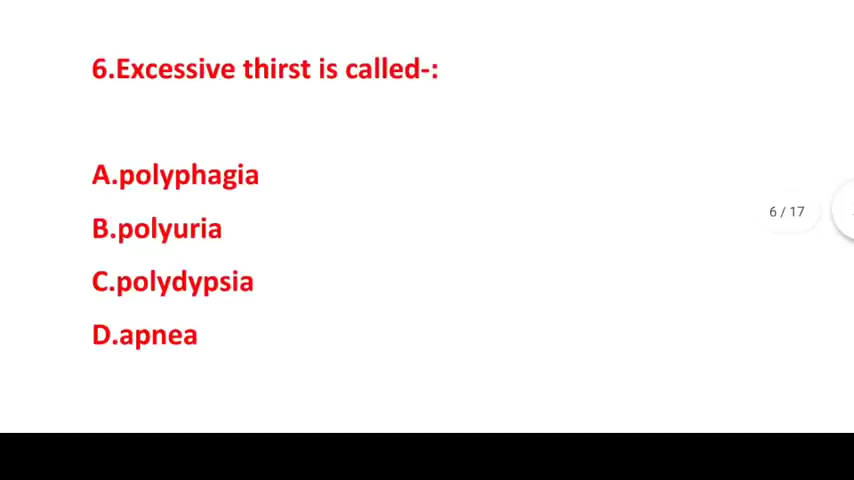 6.Excessive thirst is called-:
A.polyphagia
B.polyuria
C.polydypsia
D.apnea
6 / 17